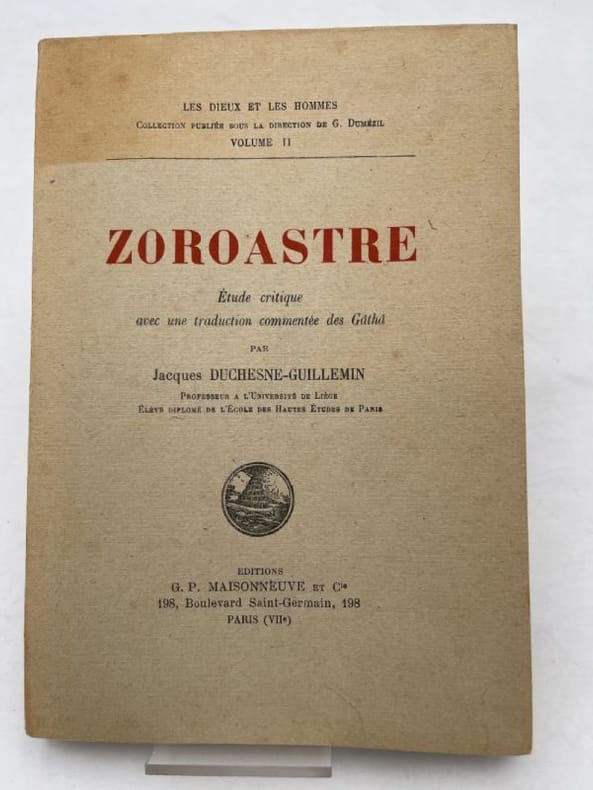 LES DIEUX ET LES HOMMES
COLLECTION PUBLIÉE SOUS LA DIRECTION DE G. DUMÉZIL
VOLUME II
ZOROASTRE
Étude critique
avec une traduction commentée des Gâthâ
PAR
Jacques DUCHESNE-GUILLEMIN
PROFESSEUR A L'UNIVERSITÉ DE LIÈGE
ÉLEVE DIPLOMÉ DE L'ÉCOLE DES HAUTES ÉTUDES DE PARIS
EDITIONS
G. P. MAISONNEUVE ET Cie
198, Boulevard Saint-Germain, 198
PARIS (VIIe)